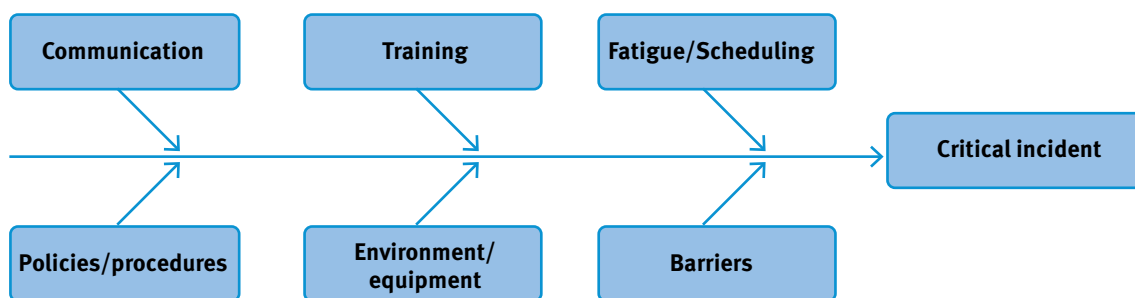 Communication
Training
Fatigue/Scheduling
Critical incident
Policies/procedures
Environment/
equipment
Barriers